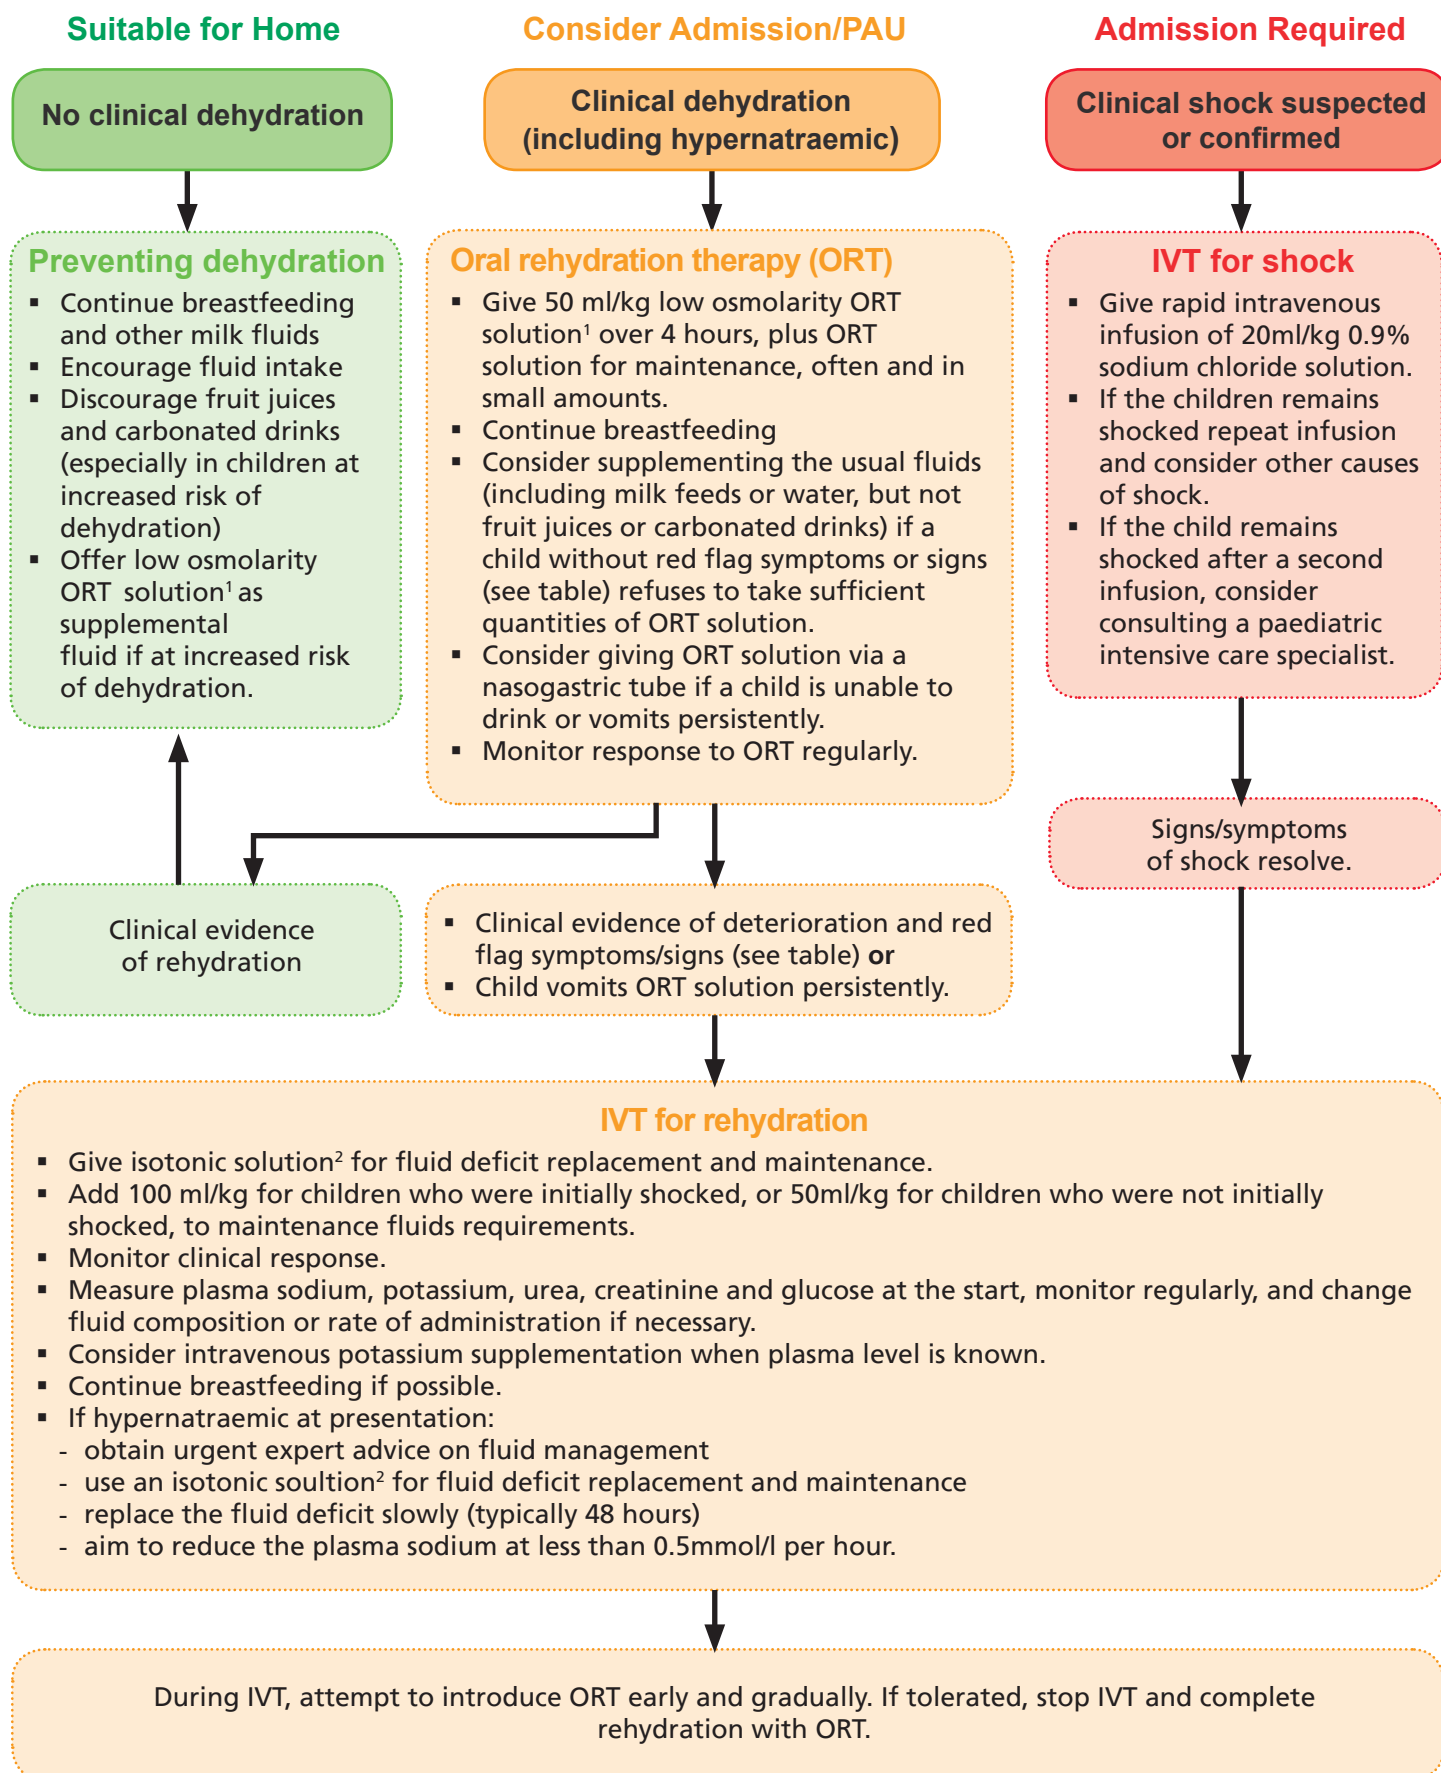 Suitable for Home
No clinical dehydration
Preventing dehydration
▪ Continue breastfeeding
and other milk fluids
▪ Encourage fluid intake
▪ Discourage fruit juices
and carbonated drinks
(especially in children at
increased risk of
dehydration)
▪ Offer low osmolarity
ORT solution¹ as
supplemental
fluid if at increased risk
of dehydration.
Clinical evidence
of rehydration
Consider Admission/PAU
Clinical dehydration
(including hypernatraemic)
Oral rehydration therapy (ORT)
▪ Give 50 ml/kg low osmolarity ORT
solution¹ over 4 hours, plus ORT
solution for maintenance, often and in
small amounts.
▪ Continue breastfeeding
▪ Consider supplementing the usual fluids
(including milk feeds or water, but not
fruit juices or carbonated drinks) if a
child without red flag symptoms or signs
(see table) refuses to take sufficient
quantities of ORT solution.
▪ Consider giving ORT solution via a
nasogastric tube if a child is unable to
drink or vomits persistently.
▪ Monitor response to ORT regularly.
▪ Clinical evidence of deterioration and red
flag symptoms/signs (see table) or
▪ Child vomits ORT solution persistently.
Admission Required
Clinical shock suspected
or confirmed
IVT for shock
▪ Give rapid intravenous
infusion of 20ml/kg 0.9%
sodium chloride solution.
▪ If the children remains
shocked repeat infusion
and consider other causes
of shock.
▪ If the child remains
shocked after a second
infusion, consider
consulting a paediatric
intensive care specialist.
Signs/symptoms
of shock resolve.
IVT for rehydration
▪ Give isotonic solution² for fluid deficit replacement and maintenance.
▪ Add 100 ml/kg for children who were initially shocked, or 50ml/kg for children who were not initially
shocked, to maintenance fluids requirements.
▪ Monitor clinical response.
▪ Measure plasma sodium, potassium, urea, creatinine and glucose at the start, monitor regularly, and change
fluid composition or rate of administration if necessary.
▪ Consider intravenous potassium supplementation when plasma level is known.
▪ Continue breastfeeding if possible.
▪ If hypernatraemic at presentation:
- obtain urgent expert advice on fluid management
- use an isotonic soultion² for fluid deficit replacement and maintenance
- replace the fluid deficit slowly (typically 48 hours)
- aim to reduce the plasma sodium at less than 0.5mmol/l per hour.
During IVT, attempt to introduce ORT early and gradually. If tolerated, stop IVT and complete
rehydration with ORT.